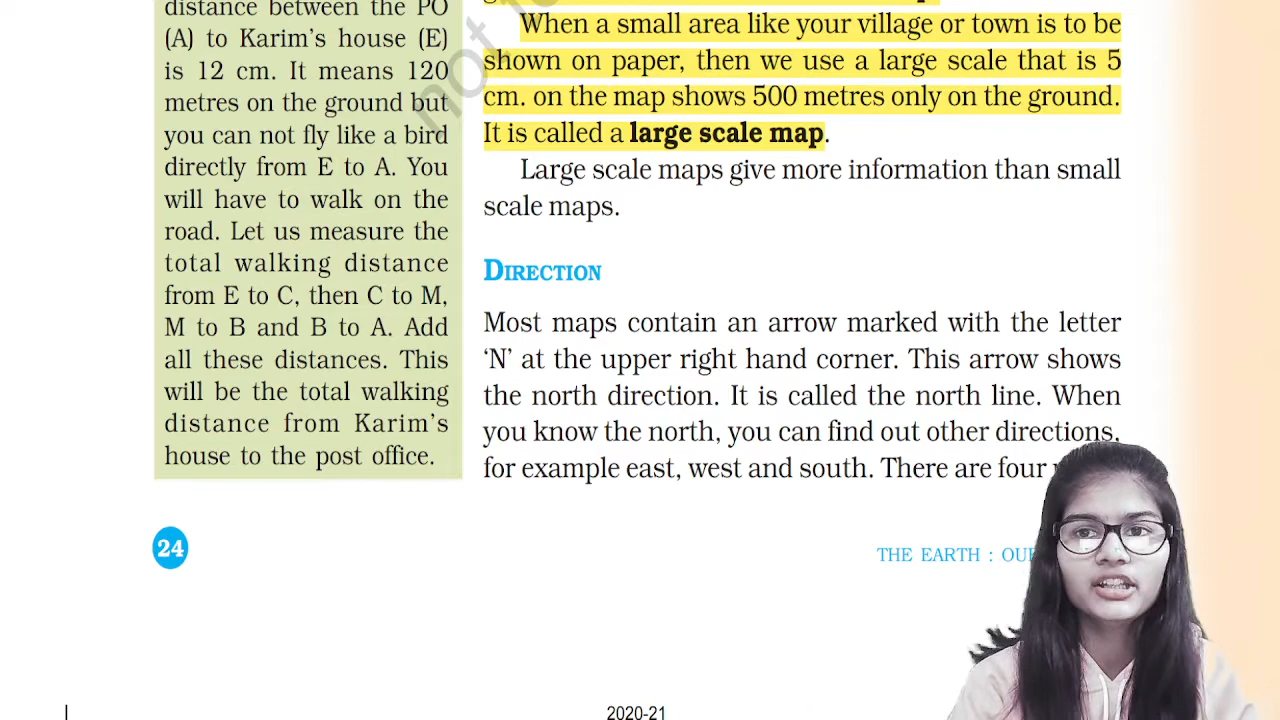 distance between the PO
(A) to Karim's house (E)
is 12 cm. It means 120
metres on the ground but
you can not fly like a bird
directly from E to A. You
will have to walk on the
road. Let us measure the
total walking distance
from E to C, then C to M,
M to B and B to A. Add
all these distances. This
will be the total walking
distance from Karim's
house to the post office.
When a small area like your village or town is to be
shown on paper, then we use a large scale that is 5
cm. on the map shows 500 metres only on the ground.
It is called a large scale map.
Large scale maps give more information than small
scale maps.
DIRECTION
Most maps contain an arrow marked with the letter
‘N’ at the upper right hand corner. This arrow shows
the north direction. It is called the north line. When
you know the north, you can find out other directions,
for example east, west and south. There are four
24
THE EARTH :
2020-21
not